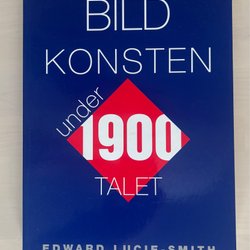 BILD
KONSTEN
under
1900
TALET
EDWARD LUCIE-SMITH